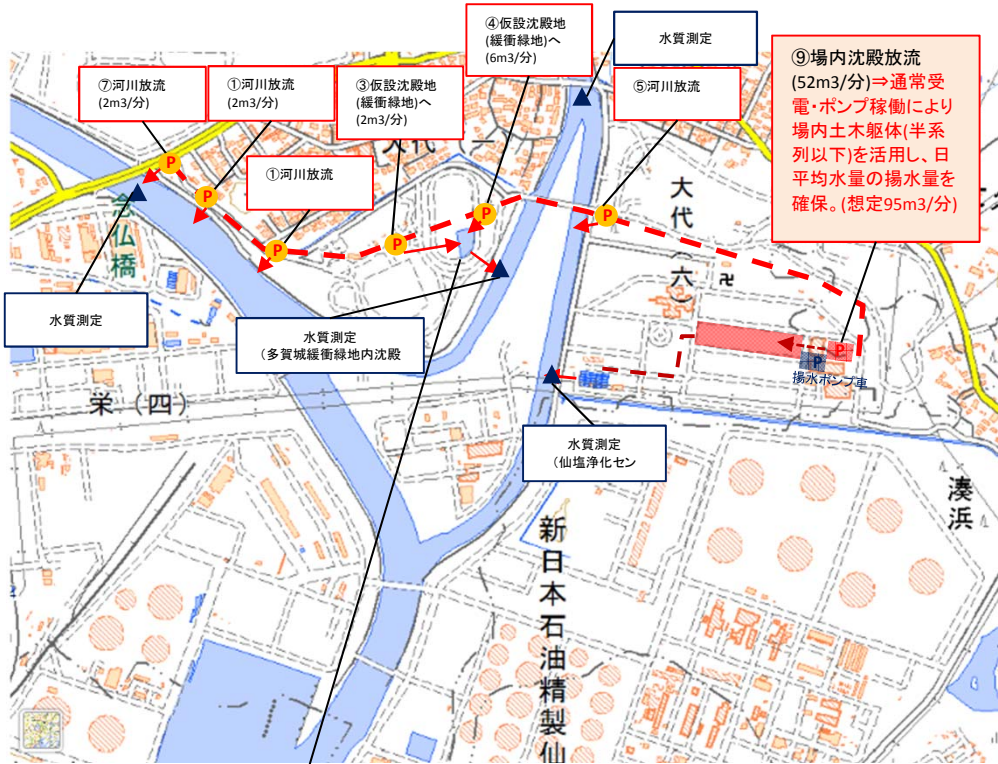 ④仮設沈殿地
(緩衝緑地)へ
(6m3/分)
水質測定
⑨場内沈殿放流
(52m3/分)⇒通常受
電・ポンプ稼働により
場内土木躯体(半系
列以下)を活用し、日
平均水量の揚水量を
確保。(想定95m3/分)
⑦河川放流
(2m3/分)
①河川放流
(2m3/分)
③仮設沈殿地
(緩衝緑地)へ
(2m3/分)
⑤河川放流
①河川放流
大代（一
P
P
P
P
P
P
念仏橋
大代（六）
卍
P
P
揚水ポンプ車
水質測定
水質測定
（多賀城緩衝緑地内沈殿
栄（四）
水質測定
（仙塩浄化セン
湊浜
新日本石油精製仙